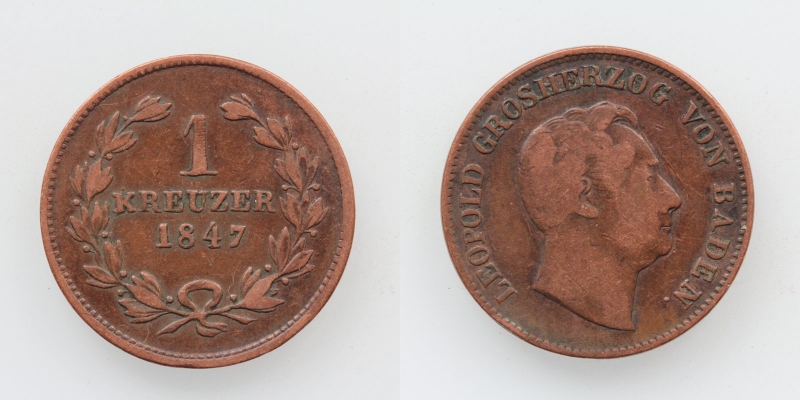 1
KREUZER
1847
LEOPOLD GROSHERZOG VON BADEN.